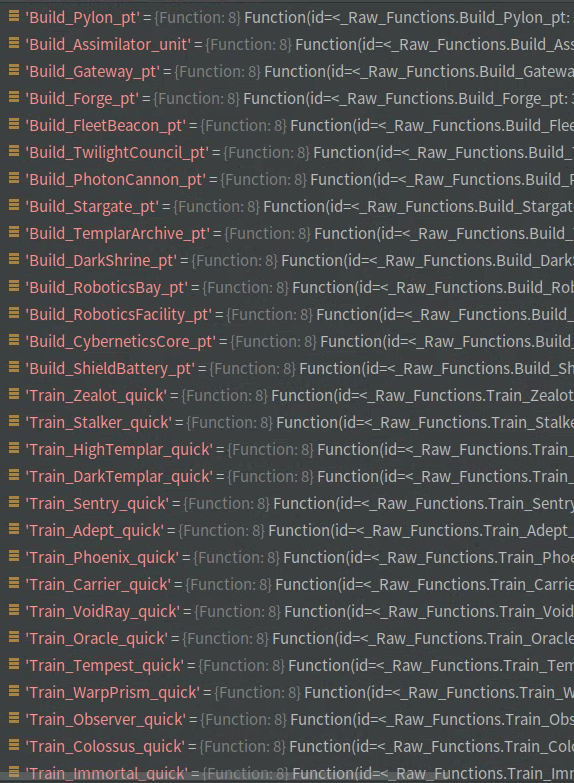 'Build_Pylon_pt' = {Function: 8} Function(id=<_Raw_Functions.Build_Pylon_pt:
'Build_Assimilator_unit' = {Function: 8} Function(id=<_Raw_Functions.Build_Ass
'Build_Gateway_pt' = {Function: 8} Function(id=<_Raw_Functions.Build_Gatewa
'Build_Forge_pt' = {Function: 8} Function(id=<_Raw_Functions.Build_Forge_pt: 3
'Build_FleetBeacon_pt' = {Function: 8} Function(id=<_Raw_Functions.Build_Flee
'Build_TwilightCouncil_pt' = {Function: 8} Function(id=<_Raw_Functions.Build_T
'Build_PhotonCannon_pt' = {Function: 8} Function(id=<_Raw_Functions.Build_P
'Build_Stargate_pt' = {Function: 8} Function(id=<_Raw_Functions.Build_Stargat
'Build_TemplarArchive_pt' = {Function: 8} Function(id=<_Raw_Functions.Build_T
'Build_DarkShrine_pt' = {Function: 8} Function(id=<_Raw_Functions.Build_Dark
'Build_RoboticsBay_pt' = {Function: 8} Function(id=<_Raw_Functions.Build_Rob
'Build_RoboticsFacility_pt' = {Function: 8} Function(id=<_Raw_Functions.Build_
'Build_CyberneticsCore_pt' = {Function: 8} Function(id=<_Raw_Functions.Build_
'Build_ShieldBattery_pt' = {Function: 8} Function(id=<_Raw_Functions.Build_Sh
'Train_Zealot_quick' = {Function: 8} Function(id=<_Raw_Functions.Train_Zealot
'Train_Stalker_quick' = {Function: 8} Function(id=<_Raw_Functions.Train_Stalke
'Train_HighTemplar_quick' = {Function: 8} Function(id=<_Raw_Functions.Train_
'Train_DarkTemplar_quick' = {Function: 8} Function(id=<_Raw_Functions.Train_
'Train_Sentry_quick' = {Function: 8} Function(id=<_Raw_Functions.Train_Sentry
'Train_Adept_quick' = {Function: 8} Function(id=<_Raw_Functions.Train_Adept_
'Train_Phoenix_quick' = {Function: 8} Function(id=<_Raw_Functions.Train_Phoe
'Train_Carrier_quick' = {Function: 8} Function(id=<_Raw_Functions.Train_Carrie
'Train_VoidRay_quick' = {Function: 8} Function(id=<_Raw_Functions.Train_Void
'Train_Oracle_quick' = {Function: 8} Function(id=<_Raw_Functions.Train_Oracle
'Train_Tempest_quick' = {Function: 8} Function(id=<_Raw_Functions.Train_Tem
'Train_WarpPrism_quick' = {Function: 8} Function(id=<_Raw_Functions.Train_W
'Train_Observer_quick' = {Function: 8} Function(id=<_Raw_Functions.Train_Obs
'Train_Colossus_quick' = {Function: 8} Function(id=<_Raw_Functions.Train_Colo
'Train_Immortal_quick' = {Function: 8} Function(id=<_Raw_Functions.Train_Imr